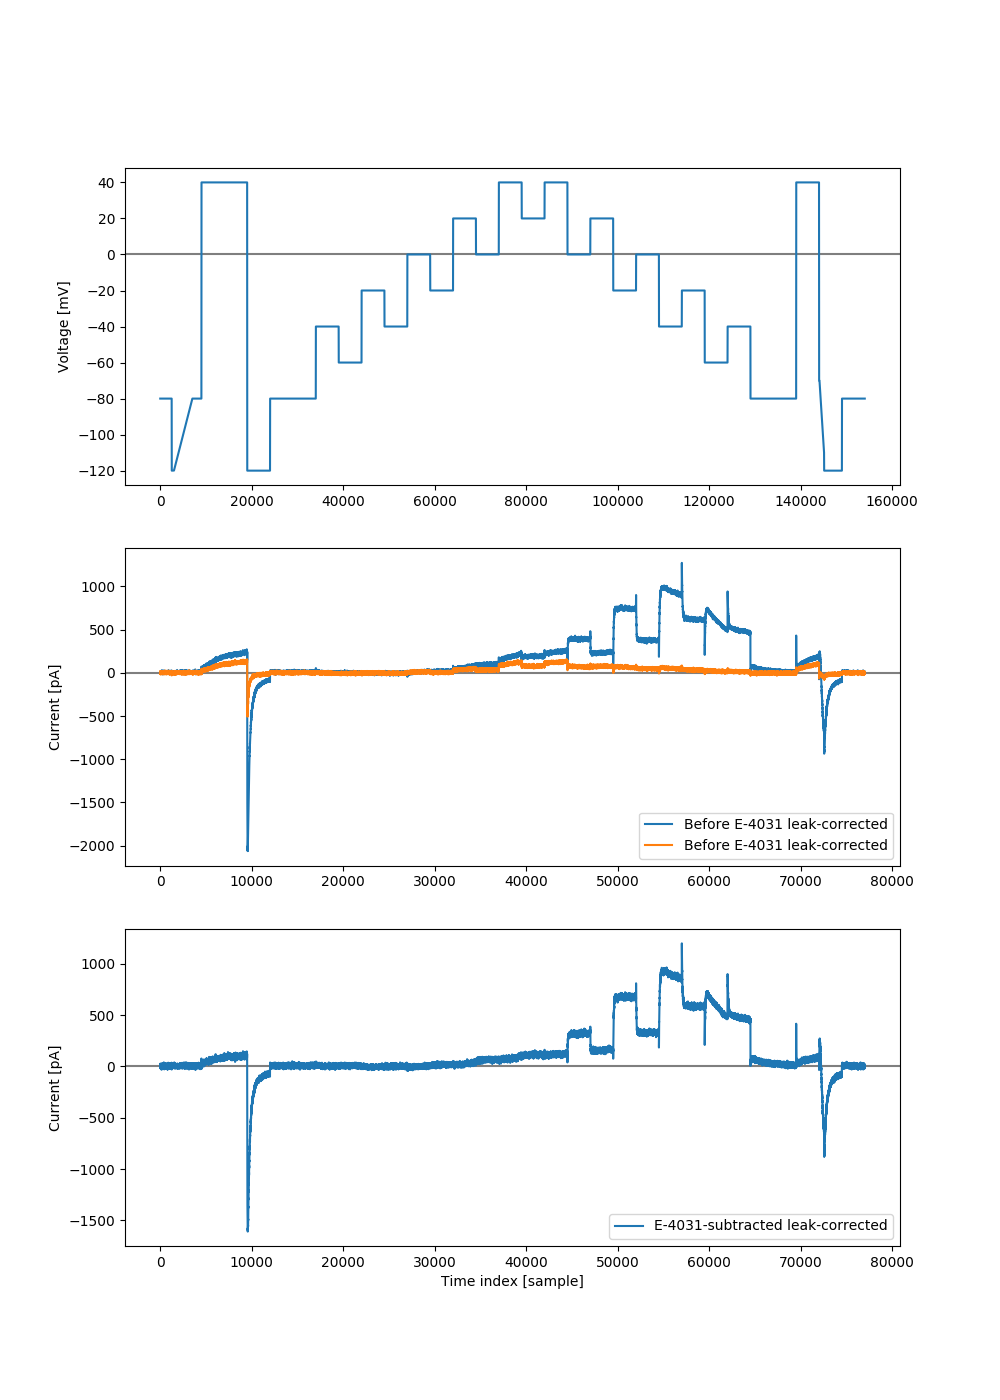 40
20
0
−20
−40
−60
−80
−100
−120
Voltage [mV]
0 20000 40000 60000 80000 100000 120000 140000 160000
1000
500
0
−500
−1000
−1500
−2000
Current [pA]
Before E-4031 leak-corrected
Before E-4031 leak-corrected
0 10000 20000 30000 40000 50000 60000 70000 80000
1000
500
0
−500
−1000
−1500
Current [pA]
E-4031-subtracted leak-corrected
0 10000 20000 30000 40000 50000 60000 70000 80000
Time index [sample]